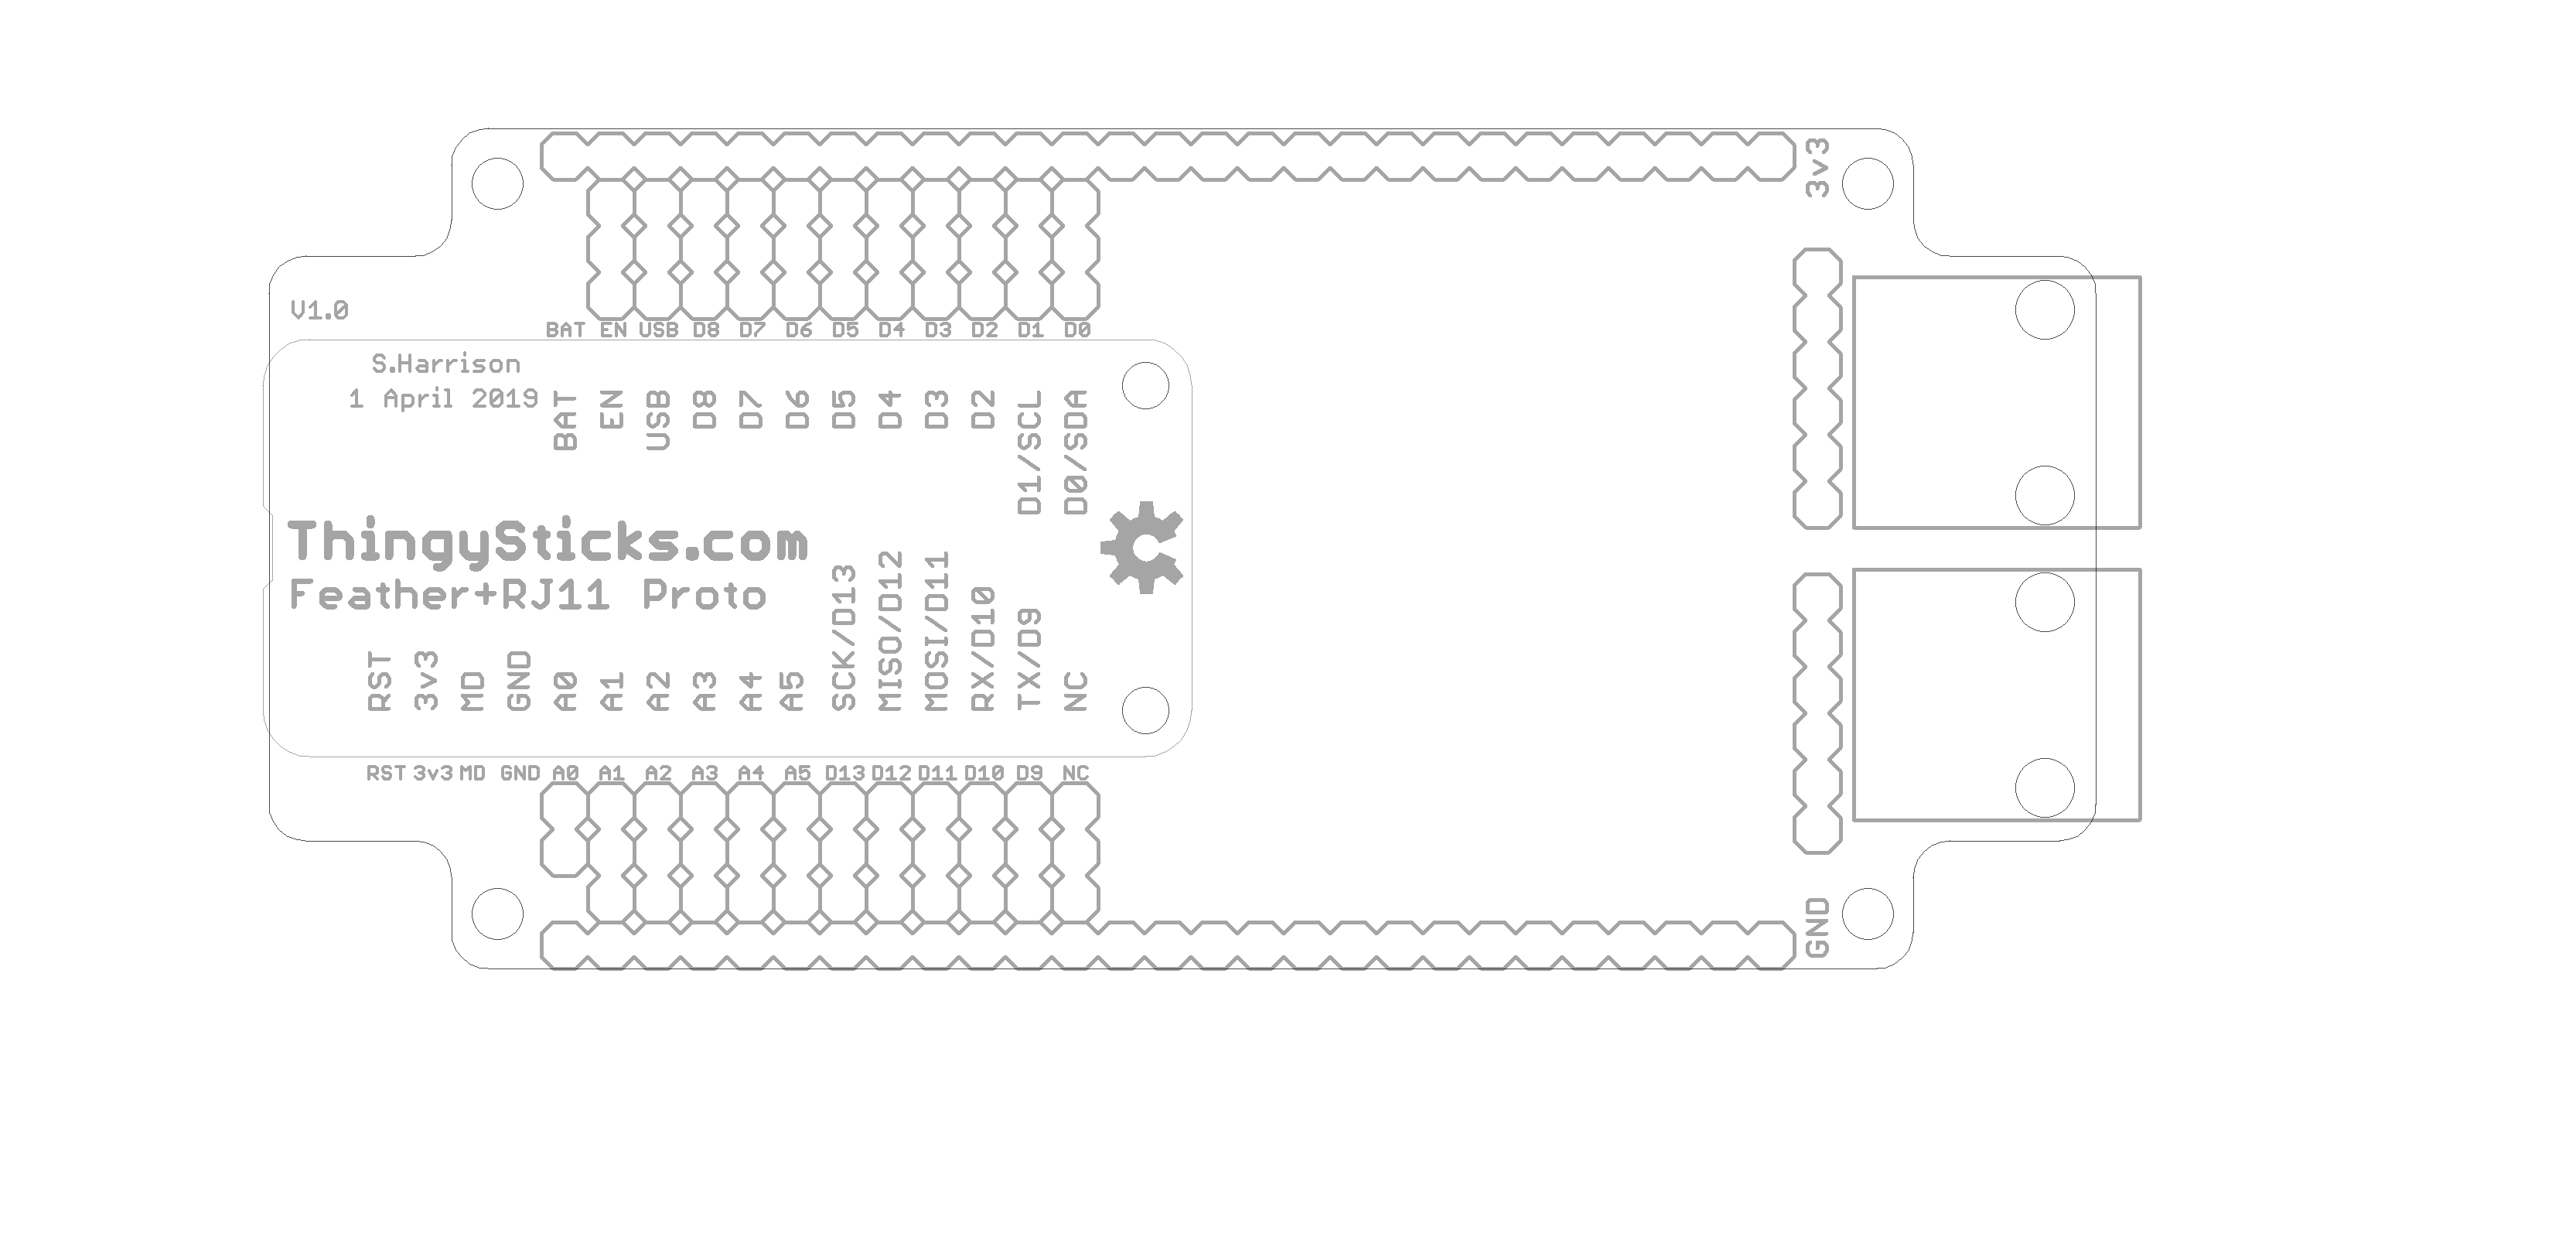 3v3
V1.0
BAT EN USB D8 D7 D6 D5 D4 D3 D2 D1 D0
S.Harrison
1 April 2019
BAT EN USB D8 D7 D6 D5 D4 D3 D2 D1/SCL D0/SDA
ThingySticks.com
Feather+RJ11 Proto
RST 3v3 MD GND A0 A1 A2 A3 A4 A5 SCK/D13 MISO/D12 MOSI/D11 RX/D10 TX/D9 NC
RST 3v3 MD GND A0 A1 A2 A3 A4 A5 D13 D12 D11 D10 D9 NC
GND